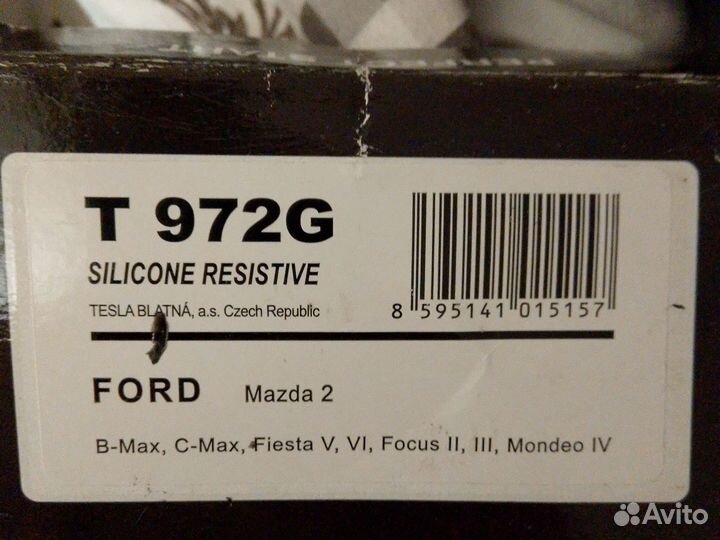 T 972G
SILICONE RESISTIVE
TESLA BLATNÁ, a.s. Czech Republic
8 595141 015157
FORD Mazda 2
B-Max, C-Max, Fiesta V, VI, Focus II, III, Mondeo IV
Avito